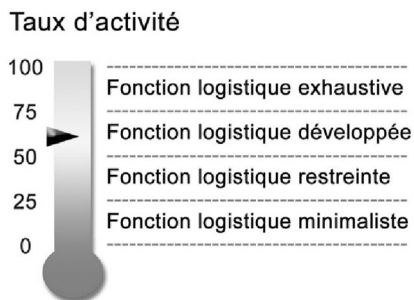 Taux d'activité
100
Fonction logistique exhaustive
75
Fonction logistique développée
50
Fonction logistique restreinte
25
Fonction logistique minimaliste
0